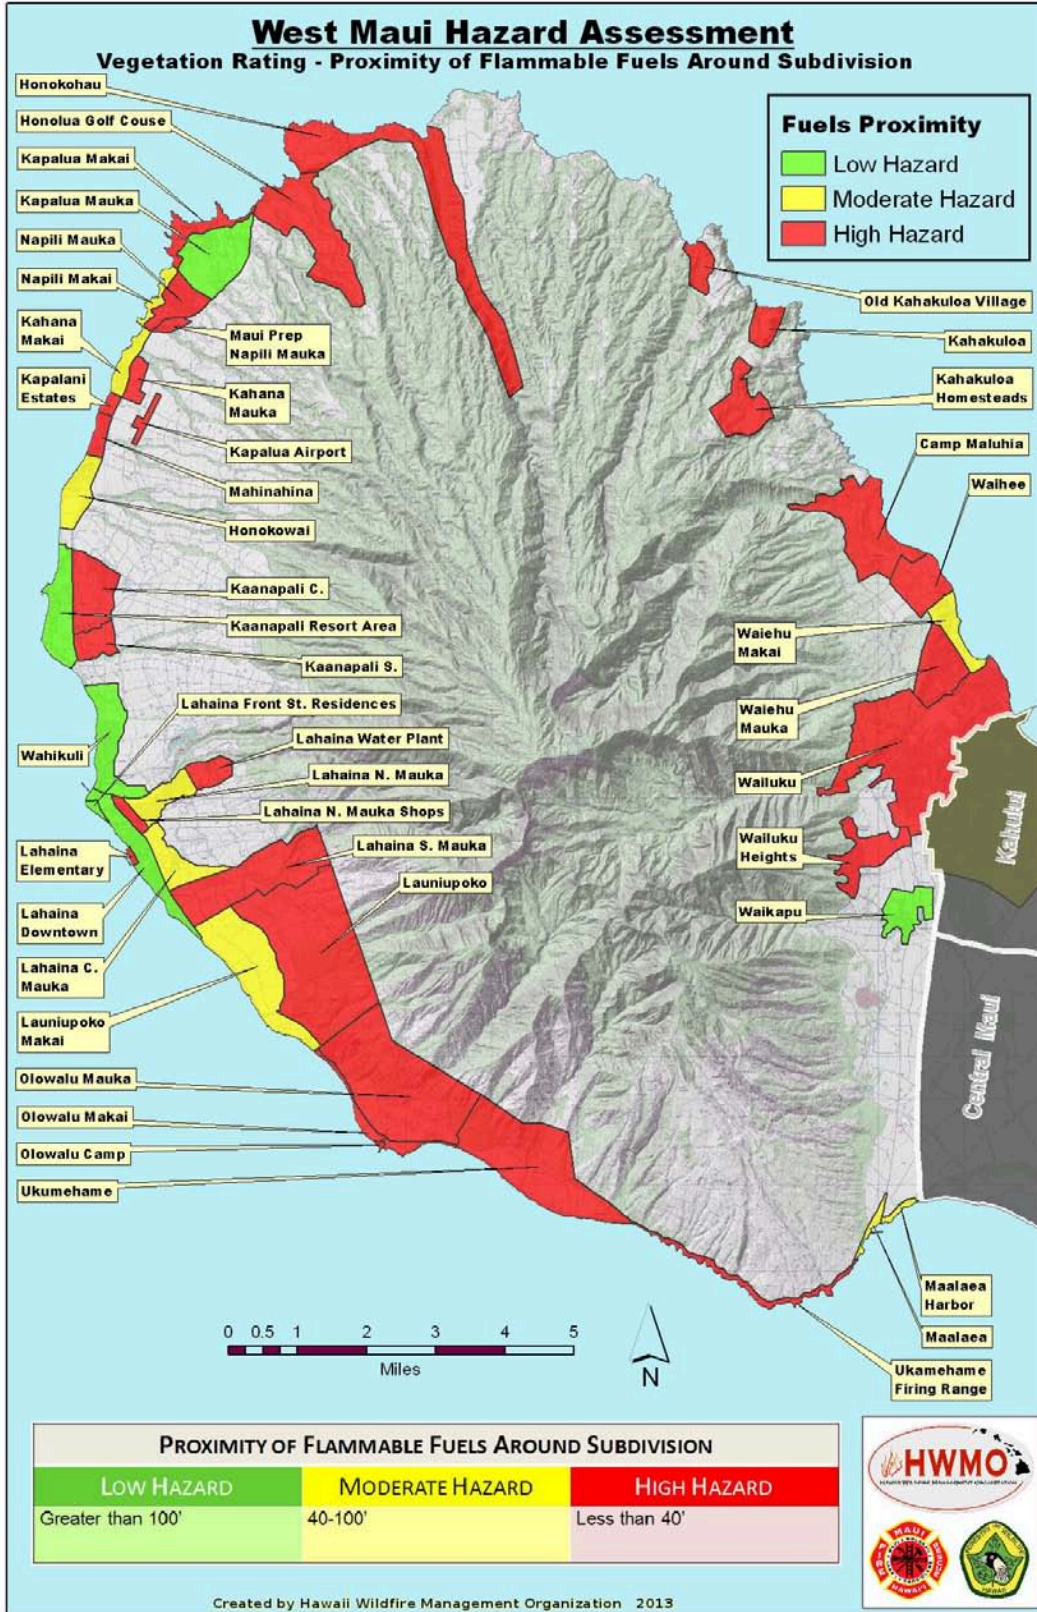 West Maui Hazard Assessment
Vegetation Rating - Proximity of Flammable Fuels Around Subdivision
Honokohau
Honolua Golf Couse
Kapalua Makai
Kapalua Mauka
Napili Mauka
Napili Makai
Kahana
Makai
Kapalani
Estates
Maui Prep
Napili Mauka
Kahana
Mauka
Kapalua Airport
Mahinahina
Honokowai
Kaanapali C.
Kaanapali Resort Area
Kaanapali S.
Lahaina Front St. Residences
Wahikuli
Lahaina Water Plant
Lahaina N. Mauka
Lahaina N. Mauka Shops
Lahaina S. Mauka
Launiupoko
Lahaina
Elementary
Lahaina
Downtown
Lahaina C.
Mauka
Launiupoko
Makai
Olowalu Mauka
Olowalu Makai
Olowalu Camp
Ukumehame
Fuels Proximity
Low Hazard
Moderate Hazard
High Hazard
Old Kahakuloa Village
Kahakuloa
Kahakuloa
Homesteads
Camp Maluhia
Waihee
Waiehu
Makai
Waiehu
Mauka
Wailuku
Wailuku
Heights
Waikapu
Kahului
Central Maui
Maalaea
Harbor
Maalaea
Ukamehame
Firing Range
0 0.5 1 2 3 4 5
Miles
N
PROXIMITY OF FLAMMABLE FUELS AROUND SUBDIVISION
LOW HAZARD MODERATE HAZARD HIGH HAZARD
Greater than 100' 40-100' Less than 40'
HWMO
MAUI
FIRE
HAWAII
HAWAII
Created by Hawaii Wildfire Management Organization 2013